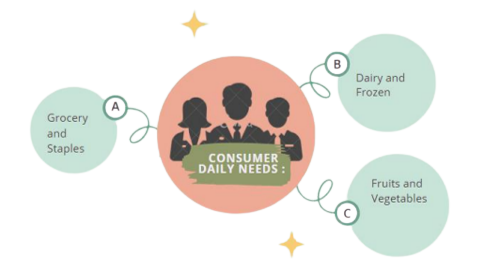 A
Grocery
and
Staples
CONSUMER
DAILY NEEDS :
B
Dairy and
Frozen
C
Fruits and
Vegetables